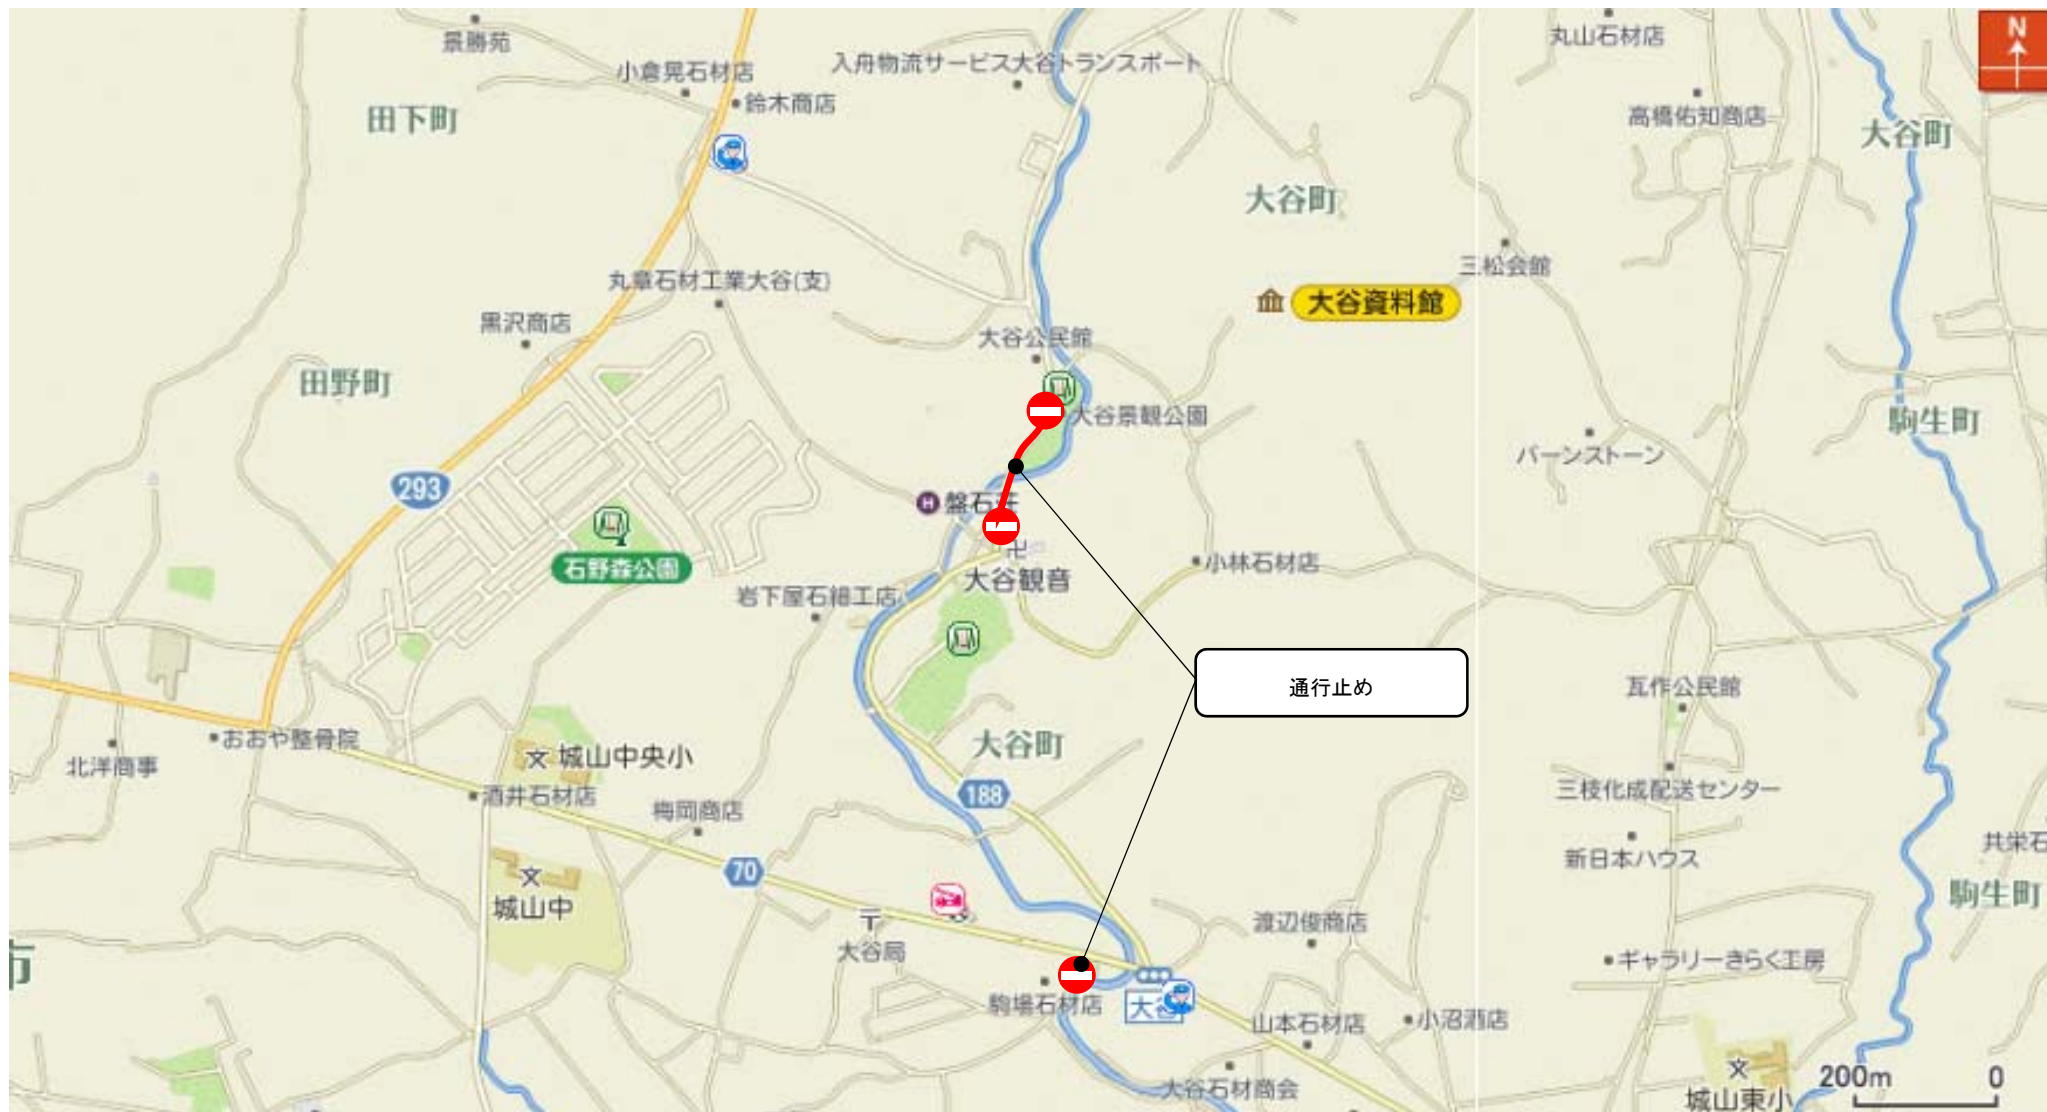 景勝苑
丸山石材店
N
小倉晃石材店
入舟物流サービス大谷トランスポート
鈴木商店
高橋佑知商店
田下町
大谷町
大谷町
三松会館
丸章石材工業大谷(支)
大谷資料館
黒沢商店
大谷公民館
田野町
大谷景観公園
駒生町
バーンストーン
293
盤石荘
H
小林石材店
石野森公園
大谷観音
岩下屋石細工店
通行止め
瓦作公民館
おおや整骨院
大谷町
北洋商事
城山中央小
酒井石材店
188
三枝化成配送センター
梅岡商店
新日本ハウス
共栄石
70
駒生町
城山中
渡辺俊商店
大谷局
市
ギャラリーきらく工房
駒場石材店
大谷
山本石材店
小沼酒店
大谷石材商会
200m 0
城山東小